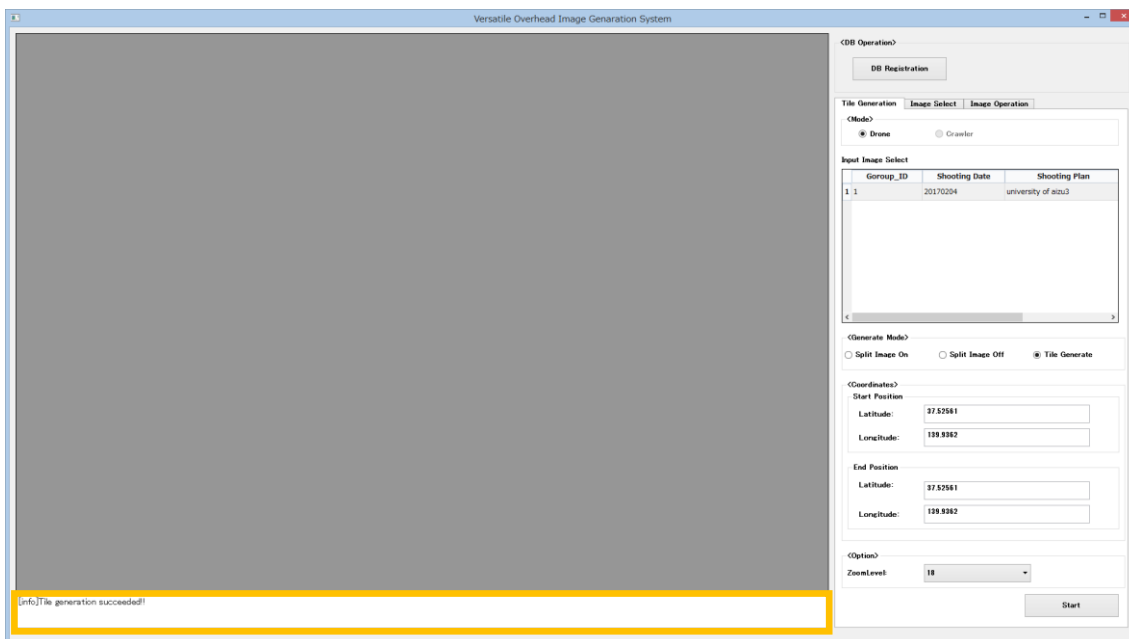 Versatile Overhead Image Genaration System
<DB Operation>
DB Registration
Tile Generation Image Select Image Operation
<Mode>
Drone Crawler
Input Image Select
Goroup_ID Shooting Date Shooting Plan
1 1 20170204 university of aizu3
<Generate Mode>
Split Image On Split Image Off Tile Generate
<Coordinates>
Start Position
Latitude: 37.52561
Longitude: 139.9362
End Position
Latitude: 37.52561
Longitude: 139.9362
<Option>
ZoomLevel: 18
[info]Tile generation succeeded!!
Start